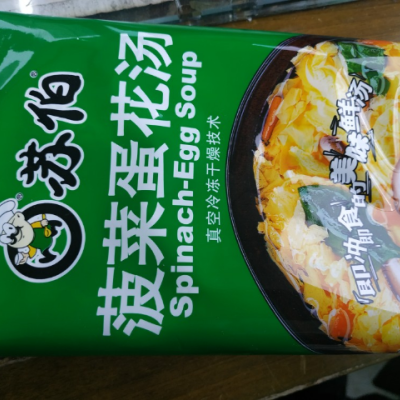 苏伯®
菠菜蛋花汤®
Spinach-Egg Soup
真空冷冻干燥技术
即冲即食的美味鲜汤